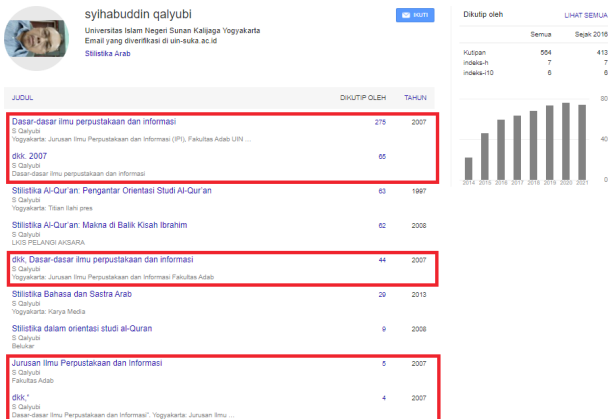 syihabuddin qalyubi
IKUTI
Universitas Islam Negeri Sunan Kalijaga Yogyakarta
Email yang diverifikasi di uin-suka.ac.id
Stilistika Arab
JUDUL DIKUTIP OLEH TAHUN
Dasar-dasar ilmu perpustakaan dan informasi 275 2007
S Qalyubi
Yogyakarta: Jurusan Ilmu Perpustakaan dan Informasi (IPI), Fakultas Adab UIN ...
dkk. 2007 65
S Qalyubi
Dasar-dasar ilmu perpustakaan dan informasi
Stilistika Al-Qur'an: Pengantar Orientasi Studi Al-Qur'an 63 1997
S Qalyubi
Yogyakarta: Titian Ilahi pres
Stilistika Al-Qur'an: Makna di Balik Kisah Ibrahim 62 2008
S Qalyubi
LKIS PELANGI AKSARA
dkk, Dasar-dasar ilmu perpustakaan dan informasi 44 2007
S Qalyubi
Yogyakarta: Jurusan Ilmu Perpustakaan dan Informasi Fakultas Adab
Stilistika Bahasa dan Sastra Arab 29 2013
S Qalyubi
Yogyakarta: Karya Media
Stilistika dalam orientasi studi al-Quran 9 2008
S Qalyubi
Belukar
Jurusan Ilmu Perpustakaan dan Informasi 5 2007
S Qalyubi
Fakultas Adab
dkk," 4 2007
S Qalyubi
Dasar-dasar Ilmu Perpustakaan dan Informasi". Yogyakarta: Jurusan Ilmu ...
Dikutip oleh LIHAT SEMUA
Semua Sejak 2016
Kutipan 564 413
indeks-h 7 7
indeks-i10 6 6
80
40
0
2014 2015 2016 2017 2018 2019 2020 2021